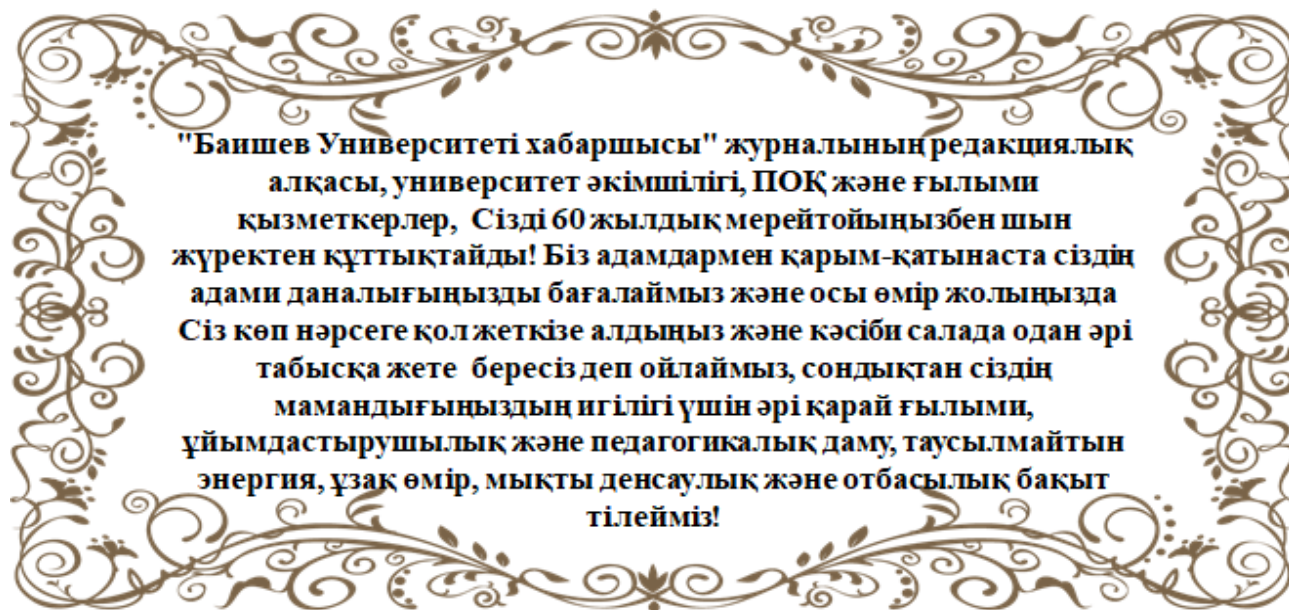 "Баишев Университеті хабаршысы" журналының редакциялық
алқасы, университет әкімшілігі, ПОҚ және ғылыми
қызметкерлер, Сізді 60 жылдық мерейтойыңызбен шын
жүректен құттықтайды! Біз адамдармен қарым-қатынаста сіздің
адами даналығыңызды бағалаймыз және осы өмір жолыңызда
Сіз көп нәрсеге қол жеткізе алдыңыз және кәсіби салада одан әрі
табысқа жете бересіз деп ойлаймыз, сондықтан сіздің
мамандығыңыздың игілігі үшін әрі қарай ғылыми,
ұйымдастырушылық және педагогикалық даму, таусылмайтын
энергия, ұзақ өмір, мықты денсаулық және отбасылық бақыт
тілейміз!